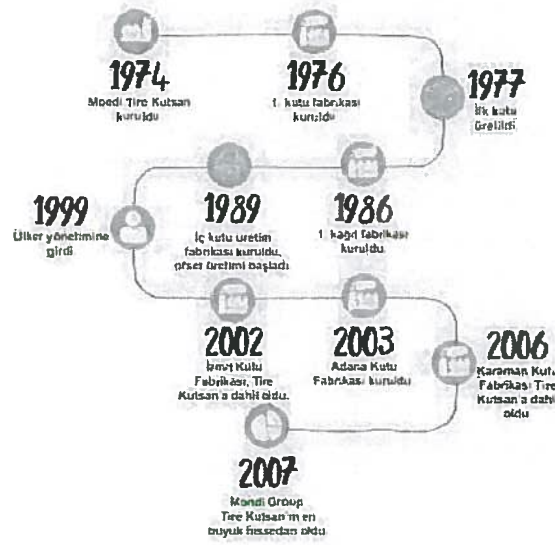 1974
Mondi Tire Kutsan
kuruldu
1976
1. kutu fabrikası
kuruldu
1977
İlk kutu
üretildi
1999
Ülker yönetimine
girdi
1989
İç kutu üretim
fabrikası kuruldu,
ofset üretimi başladı
1986
1. kağıt fabrikası
kuruldu.
2002
İzmit Kutu
Fabrikası, Tire
Kutsan'a dahil oldu.
2003
Adana Kutu
Fabrikası kuruldu
2006
Karaman Kutu
Fabrikası Tire
Kutsan'a dahil
oldu
2007
Mondi Group
Tire Kutsan'ın en
büyük hissedarı oldu